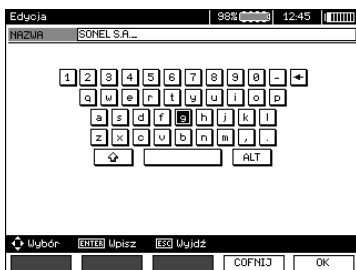 Edycja 98% 12:45
NAZWA SONEL S.A._
1 2 3 4 5 6 7 8 9 0 -
q w e r t y u i o p
a s d f g h j k l
z x c v b n m , .
ALT
Wybór ENTER Wpisz ESC Wyjdź
COFNIJ OK